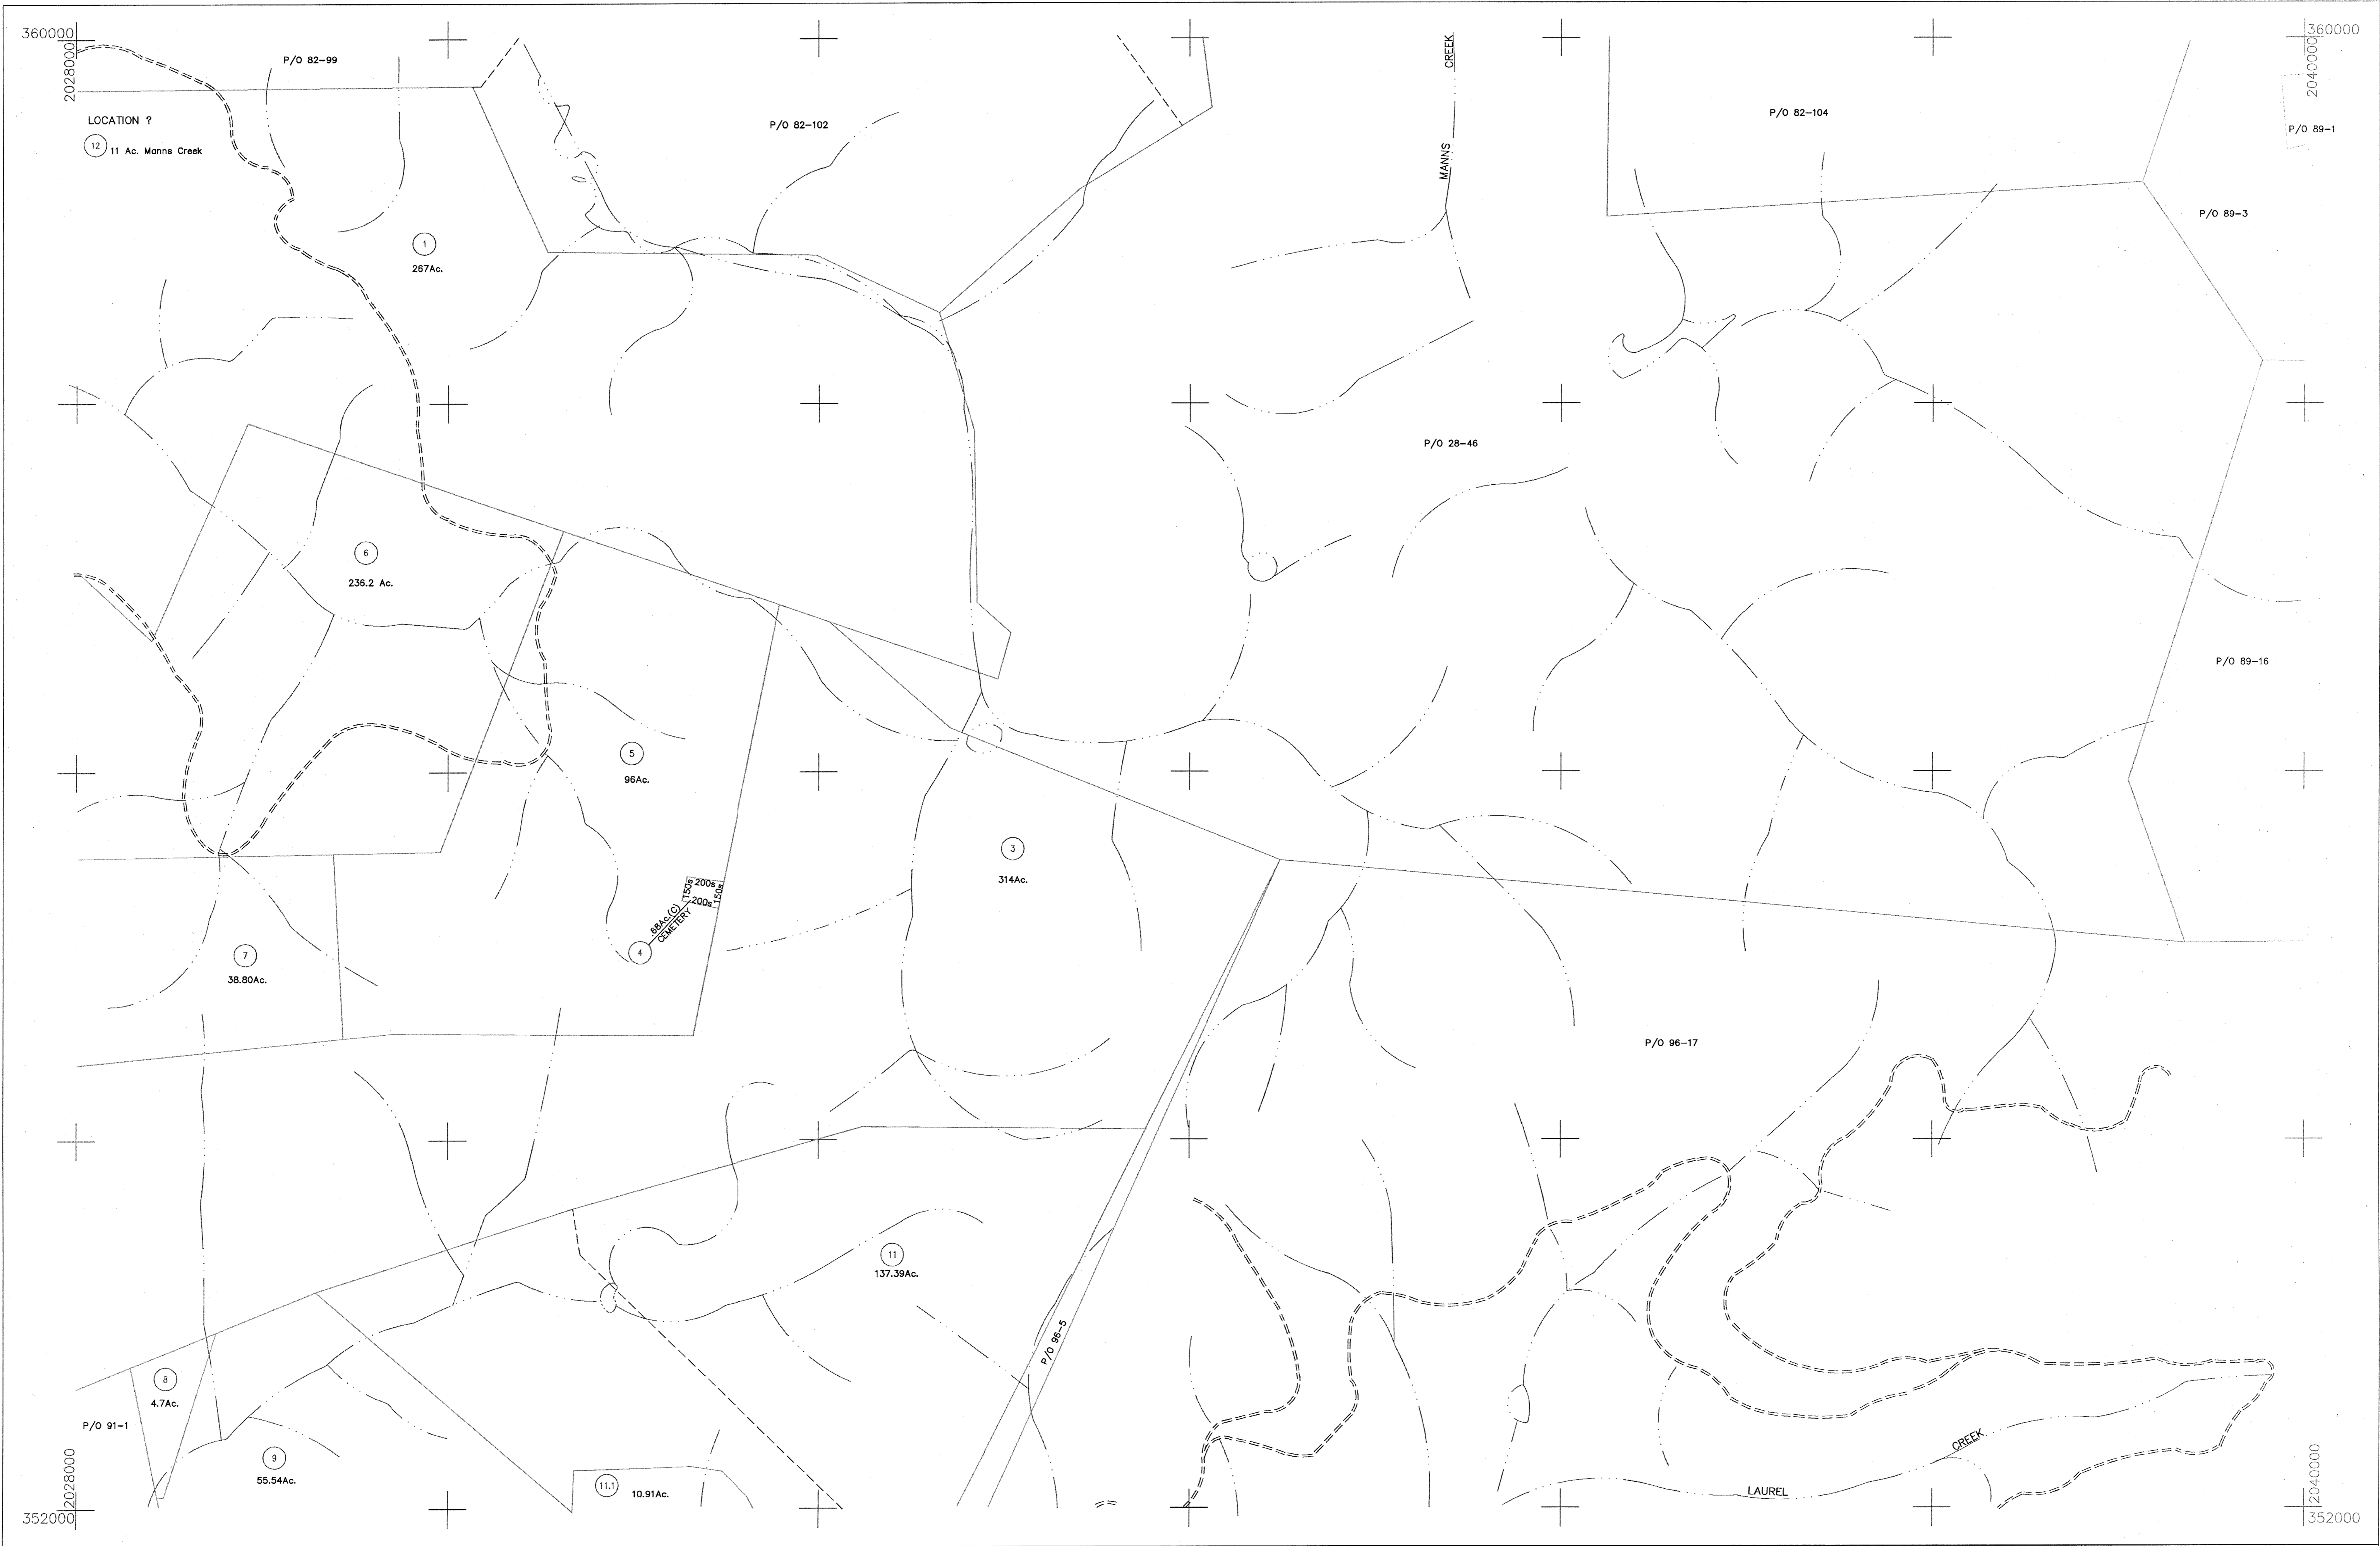 360000
2028000
P/O 82-99
CREEK
MANNS
360000
2040000
LOCATION ?
12 11 Ac. Manns Creek
P/O 82-102
P/O 82-104
P/O 89-1
P/O 89-3
1
267Ac.
P/O 28-46
6
236.2 Ac.
P/O 89-16
5
96Ac.
3
314Ac.
200s
150s
150s
200s
.68Ac.(C)
CEMETERY
4
7
38.80Ac.
P/O 96-17
11
137.39Ac.
P/O 96-5
8
4.7Ac.
P/O 91-1
9
55.54Ac.
11.1
10.91Ac.
CREEK
LAUREL
2028000
352000
2040000
352000